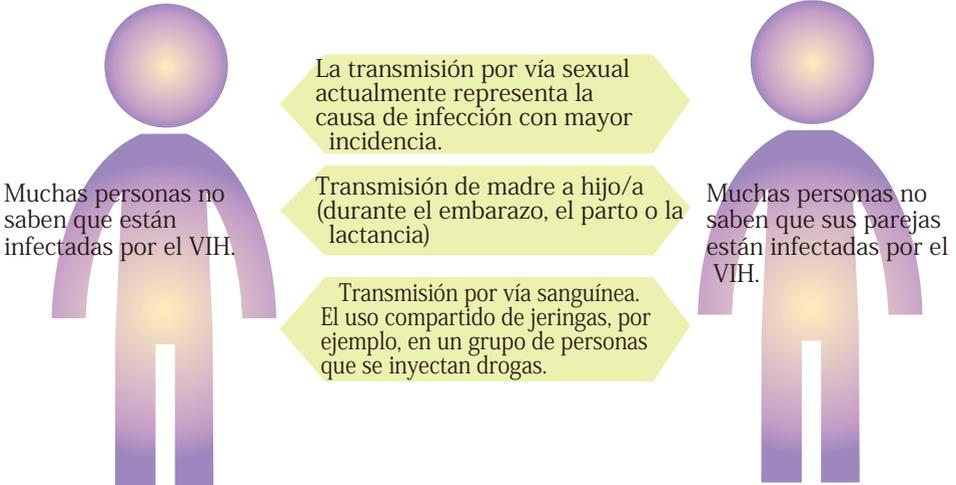 Muchas personas no
saben que están
infectadas por el VIH.
La transmisión por vía sexual
actualmente representa la
causa de infección con mayor
incidencia.
Transmisión de madre a hijo/a
(durante el embarazo, el parto o la
lactancia)
Transmisión por vía sanguínea.
El uso compartido de jeringas, por
ejemplo, en un grupo de personas
que se inyectan drogas.
Muchas personas no
saben que sus parejas
están infectadas por el
VIH.